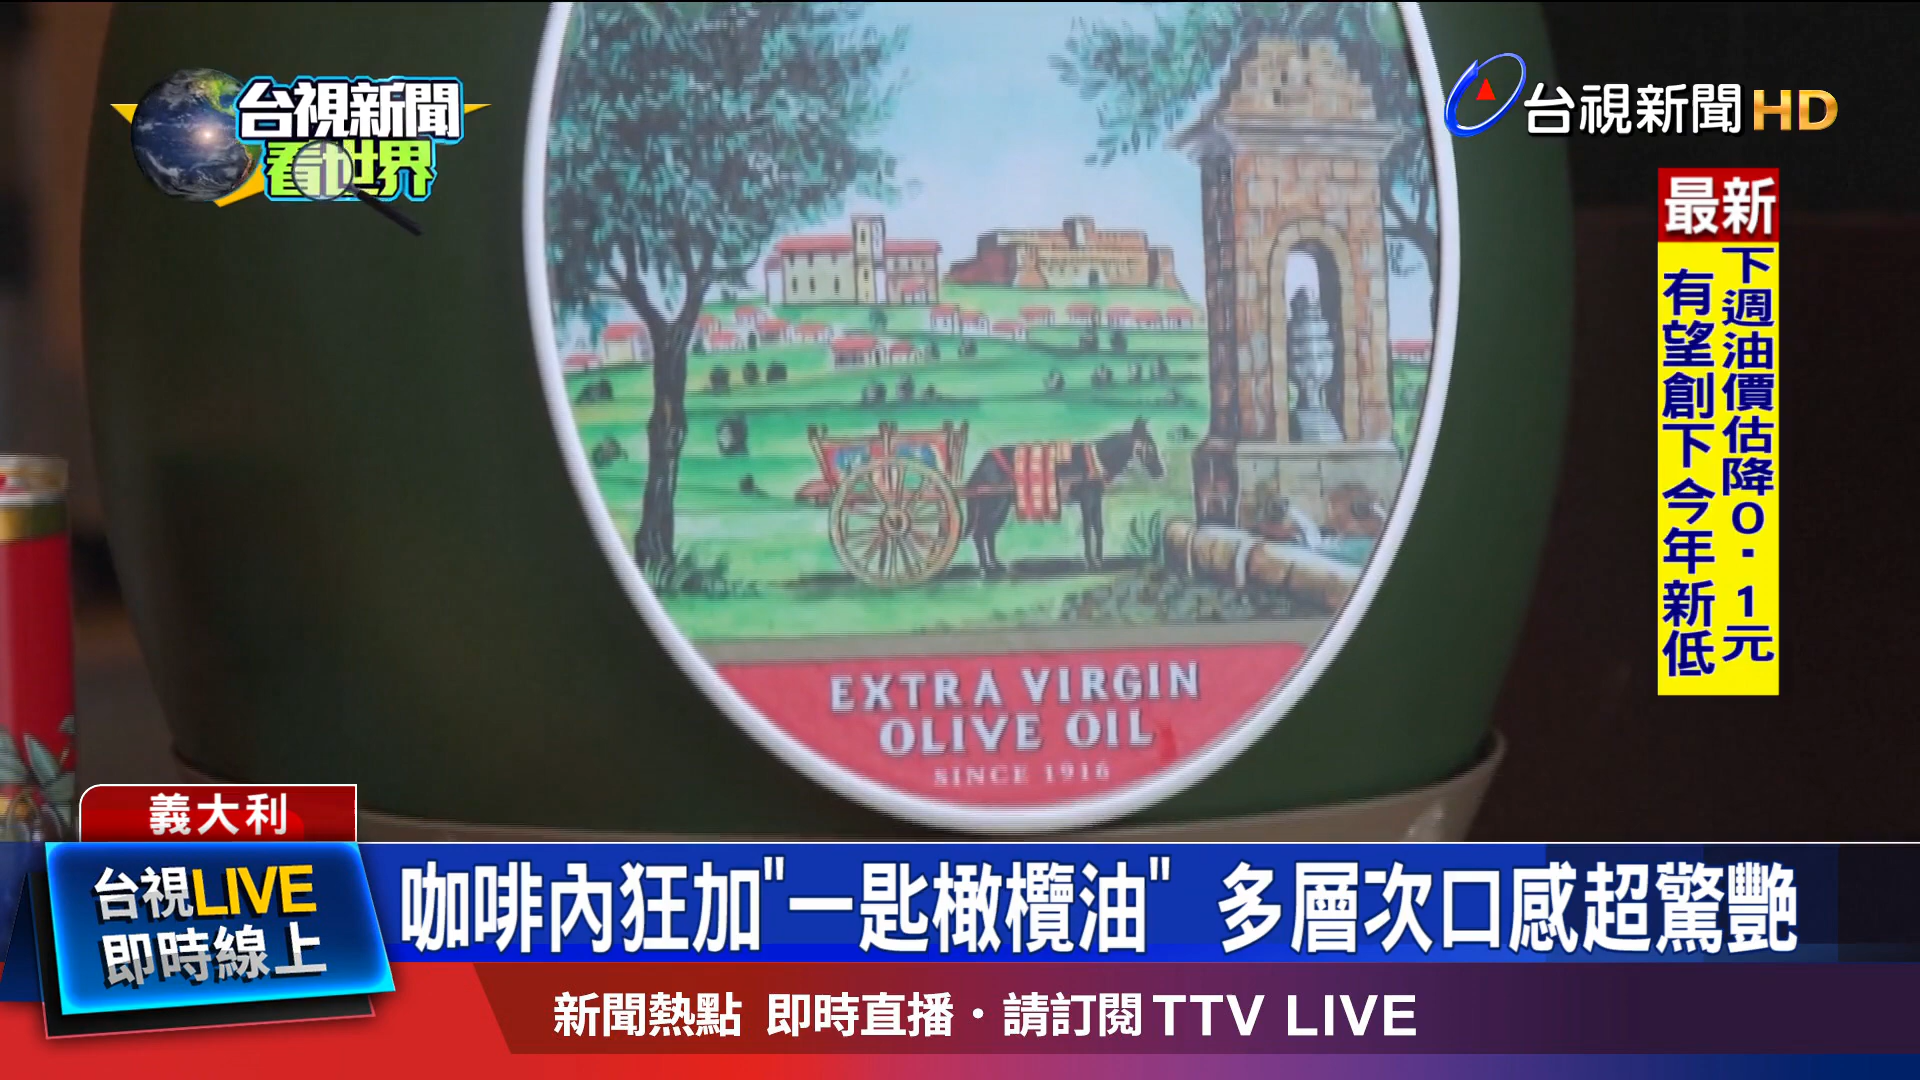 台視新聞
看世界
台視新聞HD
最新
下週油價估降0.1元
有望創下今年新低
EXTRA VIRGIN
OLIVE OIL
SINCE 1916
義大利
台視LIVE
即時線上
咖啡內狂加"一匙橄欖油" 多層次口感超驚艷
新聞熱點 即時直播·請訂閱TTV LIVE